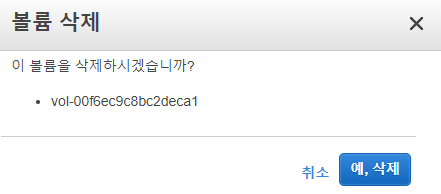 볼륨 삭제
이 볼륨을 삭제하시겠습니까?
vol-00f6ec9c8bc2deca1
취소 예, 삭제